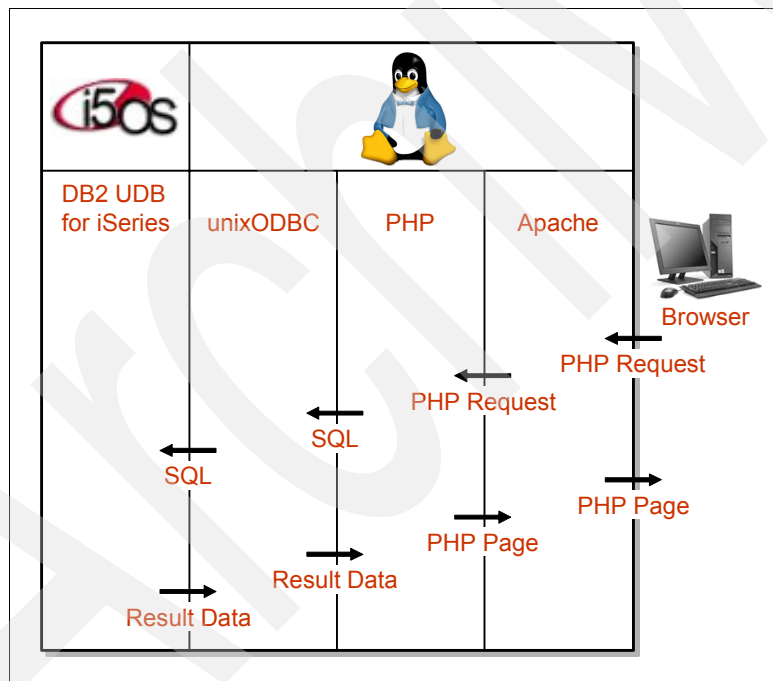 i5OS
DB2 UDB
for iSeries
unixODBC
PHP
Apache
Browser
PHP Request
PHP Request
SQL
SQL
PHP Page
PHP Page
Result Data
Result Data
Archiv